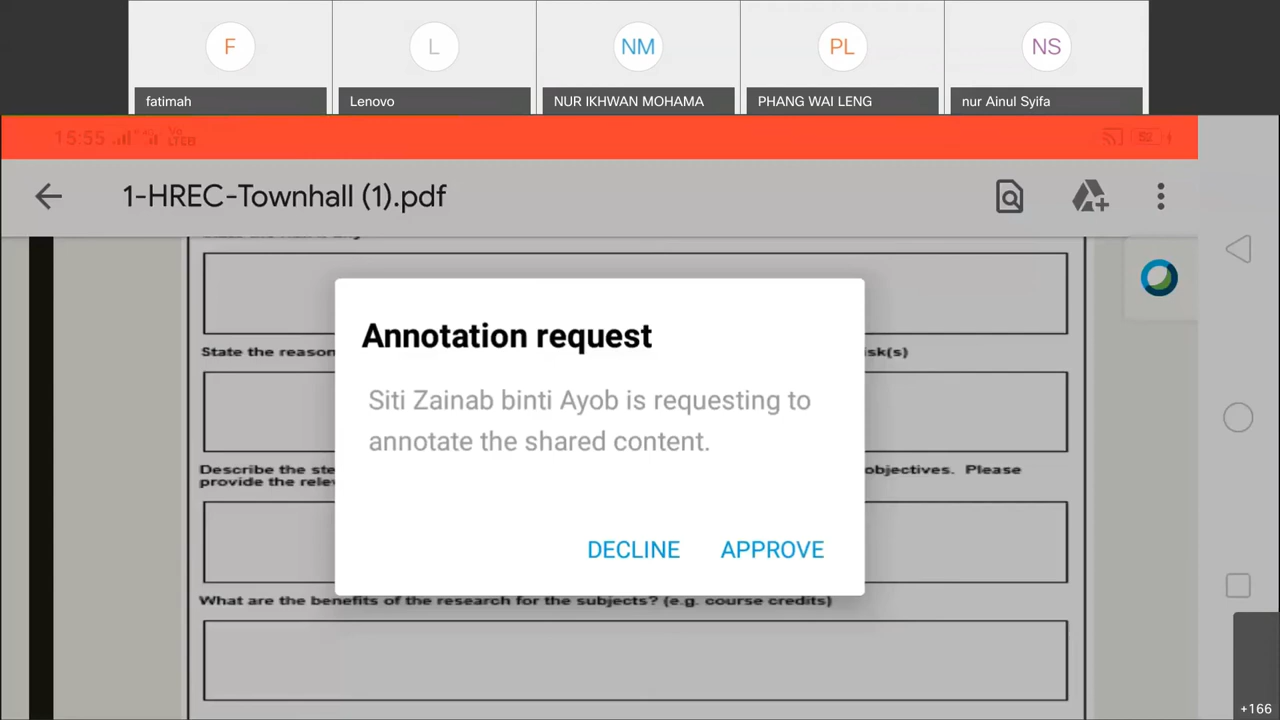 F
L
NM
PL
NS
fatimah
Lenovo
NUR IKHWAN MOHAMA
PHANG WAI LENG
nur Ainul Syifa
15:55
1-HREC-Townhall (1).pdf
State the reason
isk(s)
Annotation request
Siti Zainab binti Ayob is requesting to
annotate the shared content.
Describe the ste
objectives. Please
provide the relev
DECLINE
APPROVE
What are the benefits of the research for the subjects? (e.g. course credits)
+166